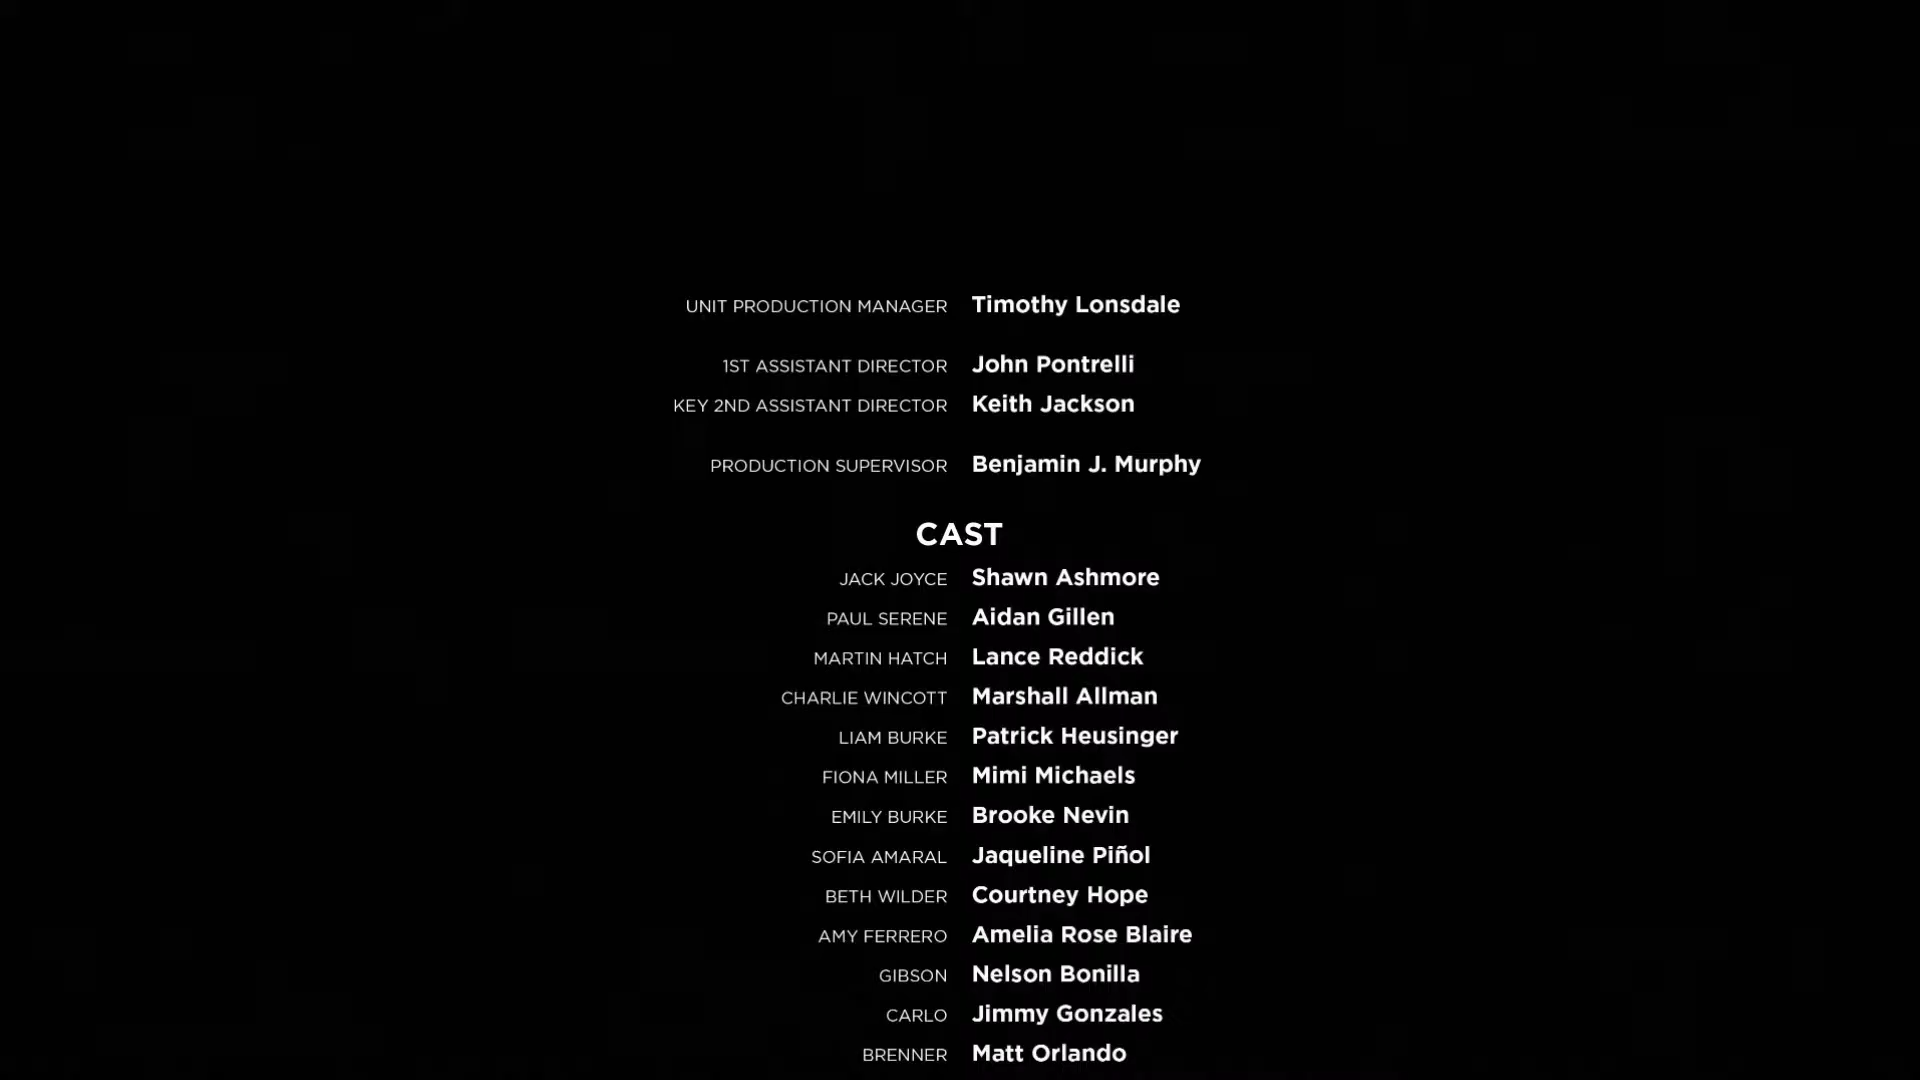 UNIT PRODUCTION MANAGER Timothy Lonsdale
1ST ASSISTANT DIRECTOR John Pontrelli
KEY 2ND ASSISTANT DIRECTOR Keith Jackson
PRODUCTION SUPERVISOR Benjamin J. Murphy
CAST
JACK JOYCE Shawn Ashmore
PAUL SERENE Aidan Gillen
MARTIN HATCH Lance Reddick
CHARLIE WINCOTT Marshall Allman
LIAM BURKE Patrick Heusinger
FIONA MILLER Mimi Michaels
EMILY BURKE Brooke Nevin
SOFIA AMARAL Jaqueline Piñol
BETH WILDER Courtney Hope
AMY FERRERO Amelia Rose Blaire
GIBSON Nelson Bonilla
CARLO Jimmy Gonzales
BRENNER Matt Orlando